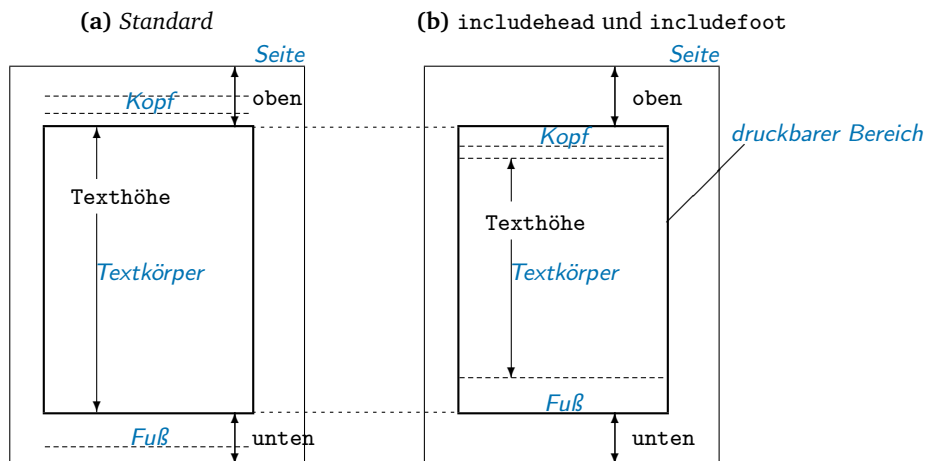 (a) Standard
(b) includehead und includefoot
Seite
Seite
Kopf
oben
oben
Kopf
druckbarer Bereich
Texthöhe
Texthöhe
Textkörper
Textkörper
Fuß
Fuß
unten
unten